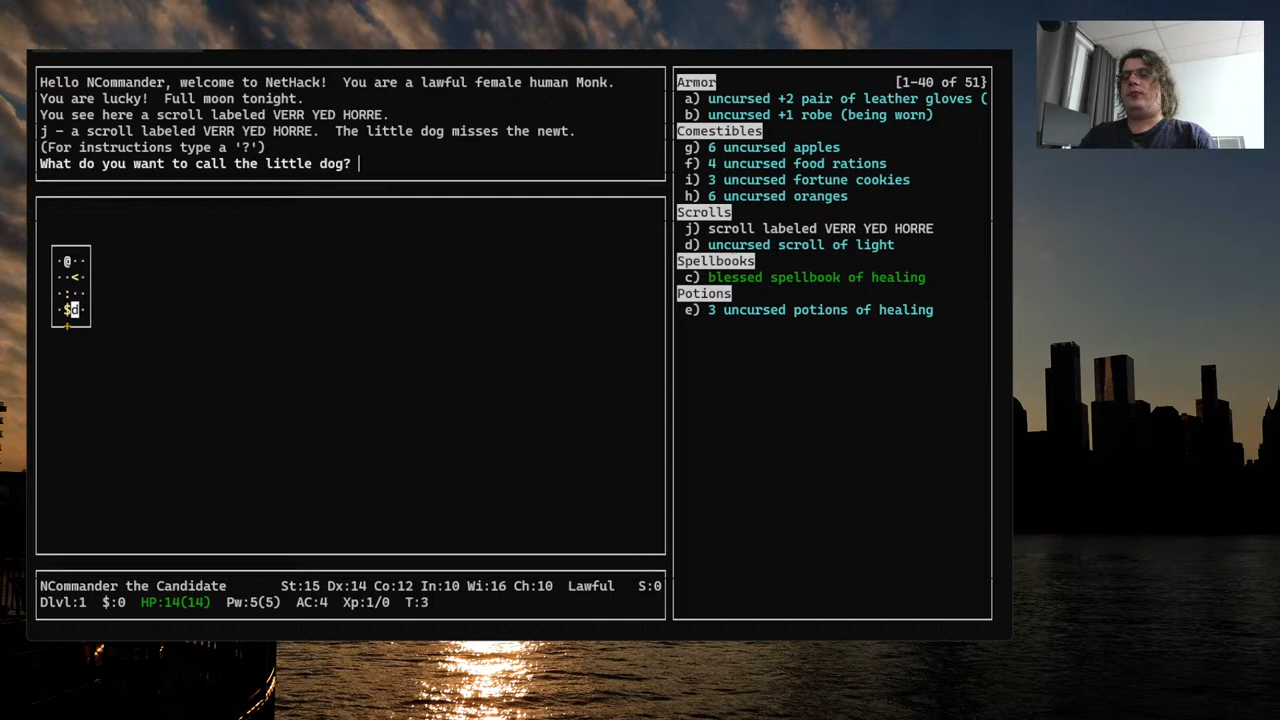 Hello NCommander, welcome to NetHack!  You are a lawful female human Monk.
You are lucky!  Full moon tonight.
You see here a scroll labeled VERR YED HORRE.
j - a scroll labeled VERR YED HORRE.  The little dog misses the newt.
(For instructions type a '?')
What do you want to call the little dog?
·@··
··<·
·:··
·$d·
+
NCommander the Candidate St:15 Dx:14 Co:12 In:10 Wi:16 Ch:10 Lawful S:0
Dlvl:1 $:0 HP:14(14) Pw:5(5) AC:4 Xp:1/0 T:3
Armor [1-40 of 51}
a) uncursed +2 pair of leather gloves (
b) uncursed +1 robe (being worn)
Comestibles
g) 6 uncursed apples
f) 4 uncursed food rations
i) 3 uncursed fortune cookies
h) 6 uncursed oranges
Scrolls
j) scroll labeled VERR YED HORRE
d) uncursed scroll of light
Spellbooks
c) blessed spellbook of healing
Potions
e) 3 uncursed potions of healing